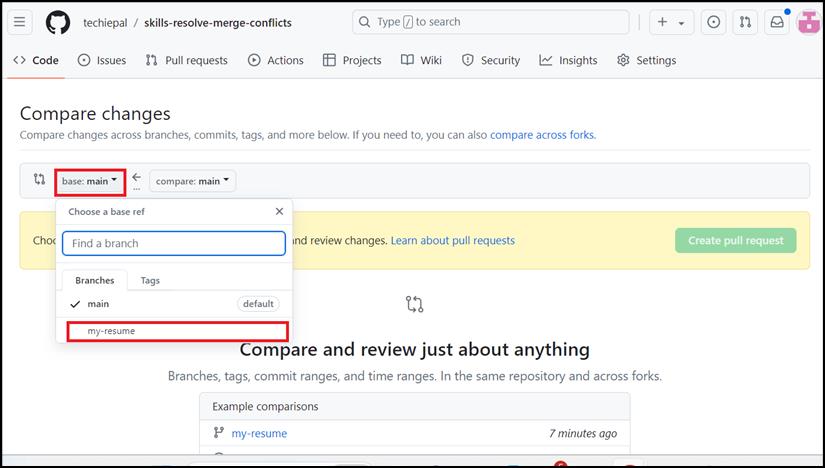 techiepal / skills-resolve-merge-conflicts
Type / to search
Code Issues Pull requests Actions Projects Wiki Security Insights Settings
Compare changes
Compare changes across branches, commits, tags, and more below. If you need to, you can also compare across forks.
base: main compare: main
Choose a base ref
Find a branch
Choo nd review changes. Learn about pull requests Create pull request
Branches Tags
main default
my-resume
Compare and review just about anything
Branches, tags, commit ranges, and time ranges. In the same repository and across forks.
Example comparisons
my-resume 7 minutes ago